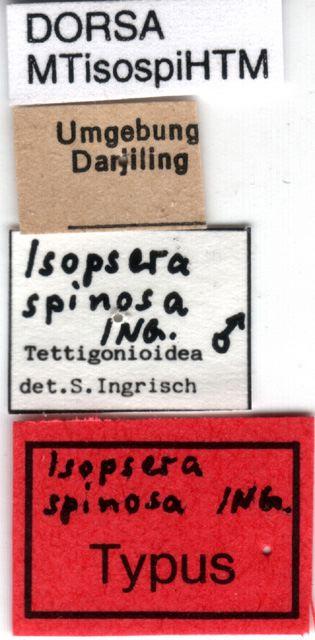 DORSA
MTisospiHTM
Umgebung
Darjiling
Isopsera
spinosa
ING. ♂
Tettigonioidea
det.S.Ingrisch
Isopsera
spinosa ING.
Typus